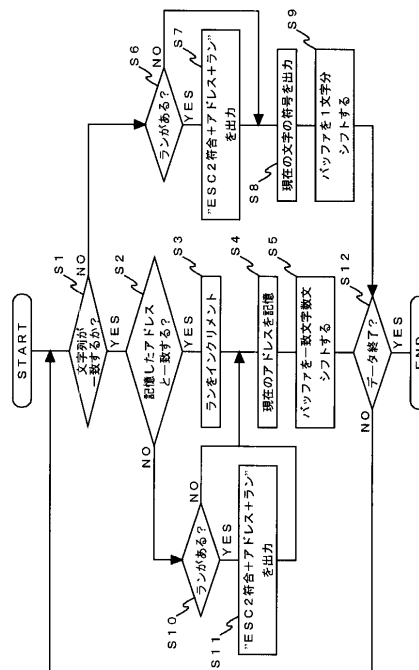 START
S1
文字列が
一致するか?
NO
YES
S2
記憶したアドレス
と一致する?
NO
YES
S3
ランをインクリメント
S4
現在のアドレスを記憶
S5
バッファを一致文字数文
シフトする
S6
ランがある?
NO
YES
S7
"ESC2符合+アドレス+ラン"
を出力
S8
現在の文字の符号を出力
S9
バッファを1文字分
シフトする
S10
ランがある?
NO
YES
S11
"ESC2符合+アドレス+ラン"
を出力
S12
データ終了?
NO
YES
END